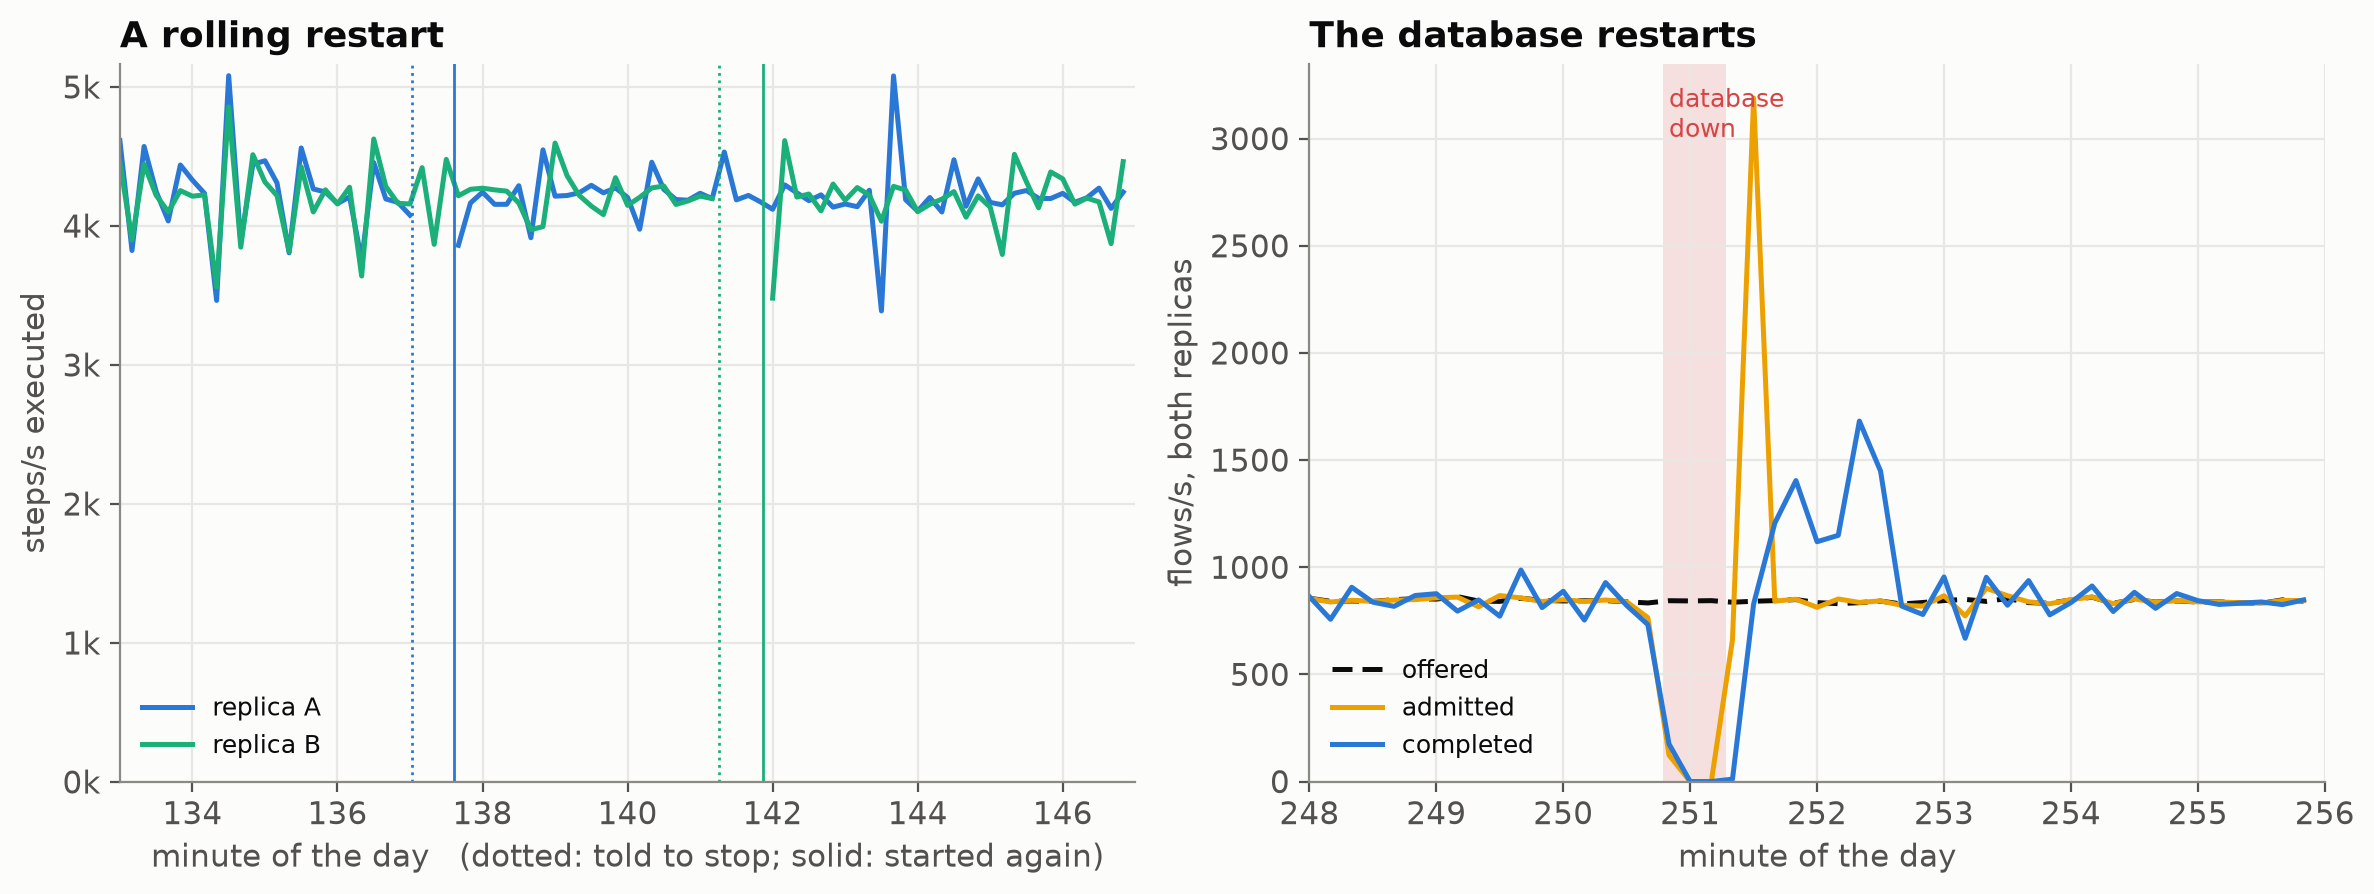 A rolling restart
steps/s executed
5k
4k
3k
2k
1k
0k
replica A
replica B
134 136 138 140 142 144 146
minute of the day (dotted: told to stop; solid: started again)
The database restarts
flows/s, both replicas
3000
2500
2000
1500
1000
500
0
database
down
offered
admitted
completed
248 249 250 251 252 253 254 255 256
minute of the day